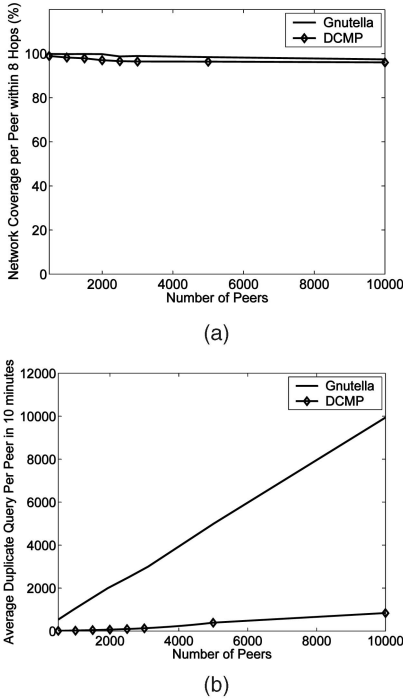 Network Coverage per Peer within 8 Hops (%)
100
80
60
40
20
0
Gnutella
DCMP
2000 4000 6000 8000 10000
Number of Peers
(a)
Average Duplicate Query Per Peer in 10 minutes
12000
10000
8000
6000
4000
2000
0
Gnutella
DCMP
2000 4000 6000 8000 10000
Number of Peers
(b)